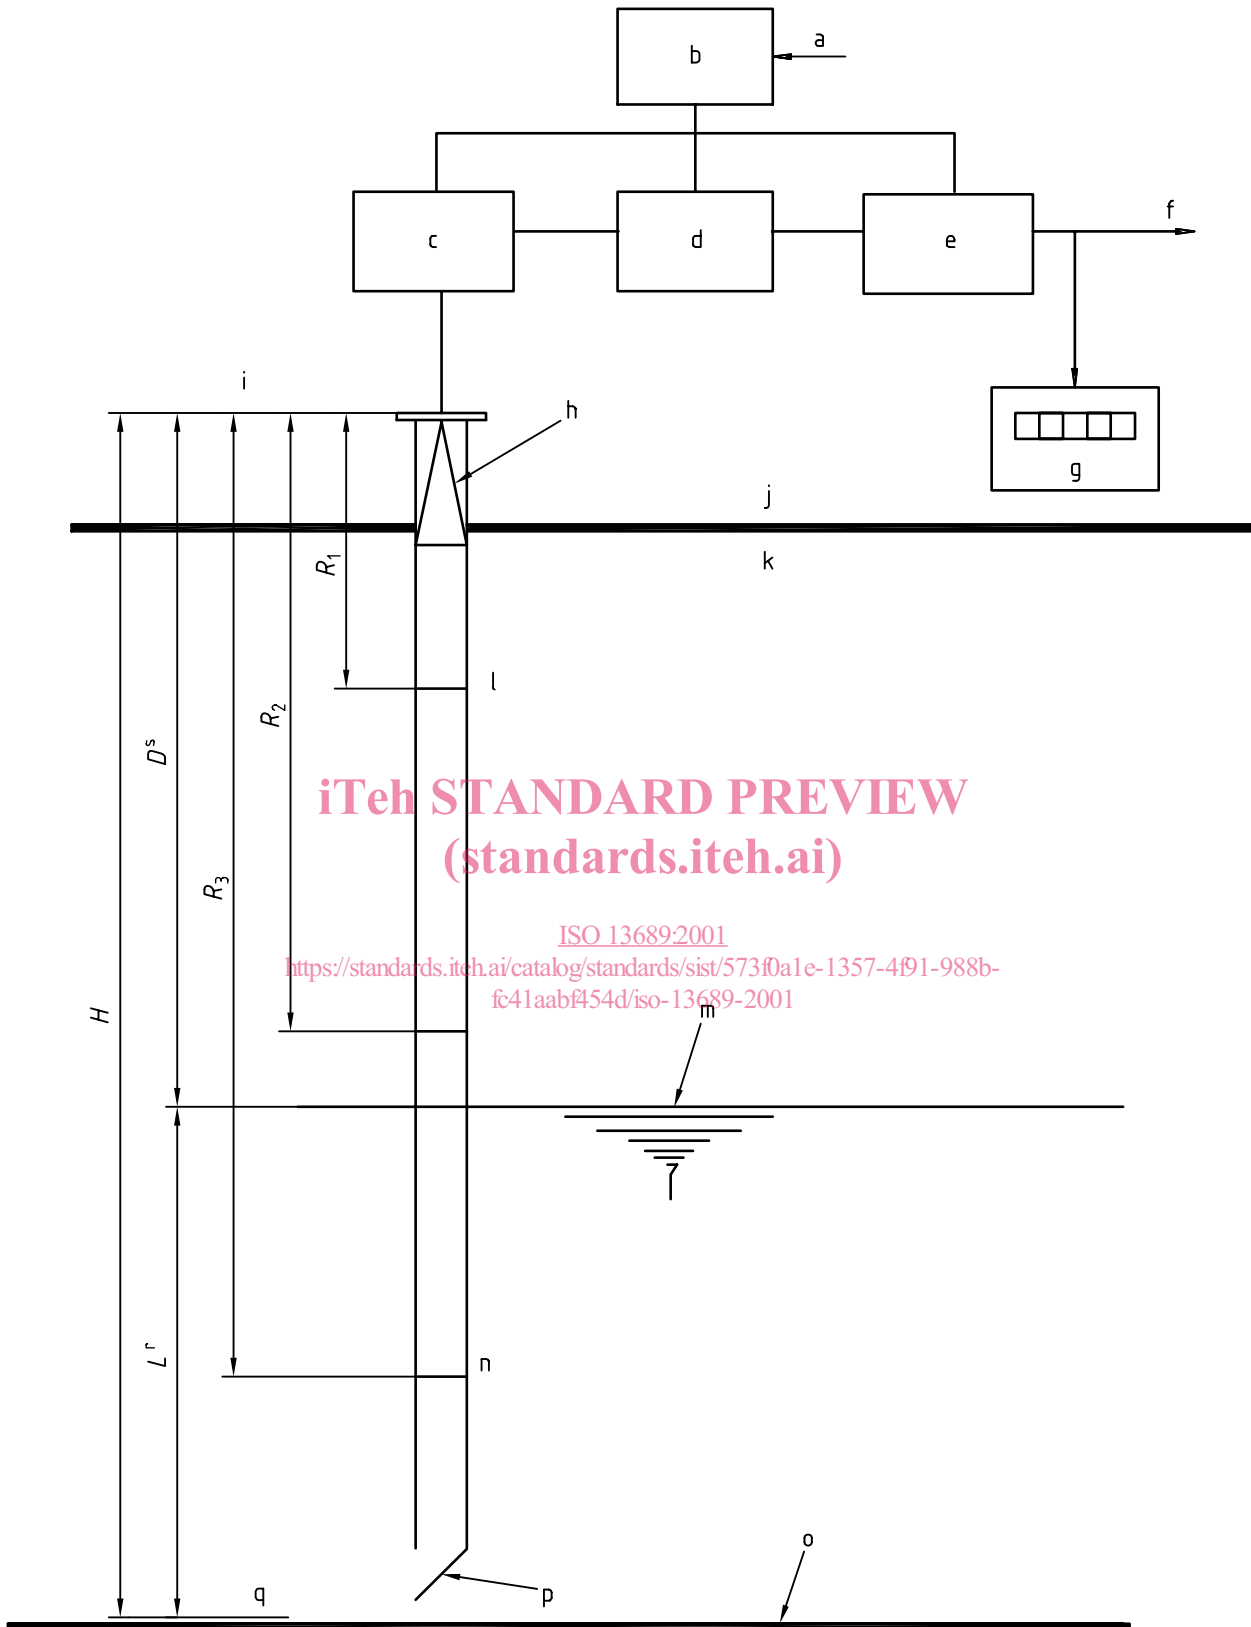 a
b
c
d
e
f
g
h
i
j
k
R1
l
R2
Ds
iTeh STANDARD PREVIEW
(standards.iteh.ai)
R3
ISO 13689:2001
https://standards.iteh.ai/catalog/standards/sist/573f0a1e-1357-4f91-988b-
fc41aabf454d/iso-13689-2001
H
m
Lr
n
o
p
q